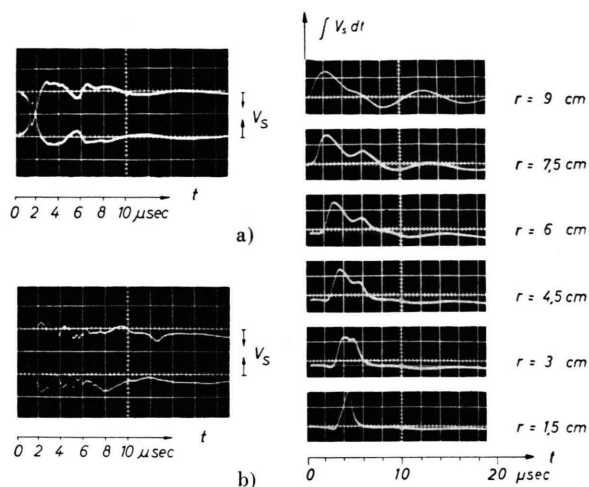 a)
V_S
t
0 2 4 6 8 10 μsec
b)
V_S
t
0 2 4 6 8 10 μsec
∫ V_s dt
r = 9 cm
r = 7,5 cm
r = 6 cm
r = 4,5 cm
r = 3 cm
r = 1,5 cm
t
0 10 20
μsec